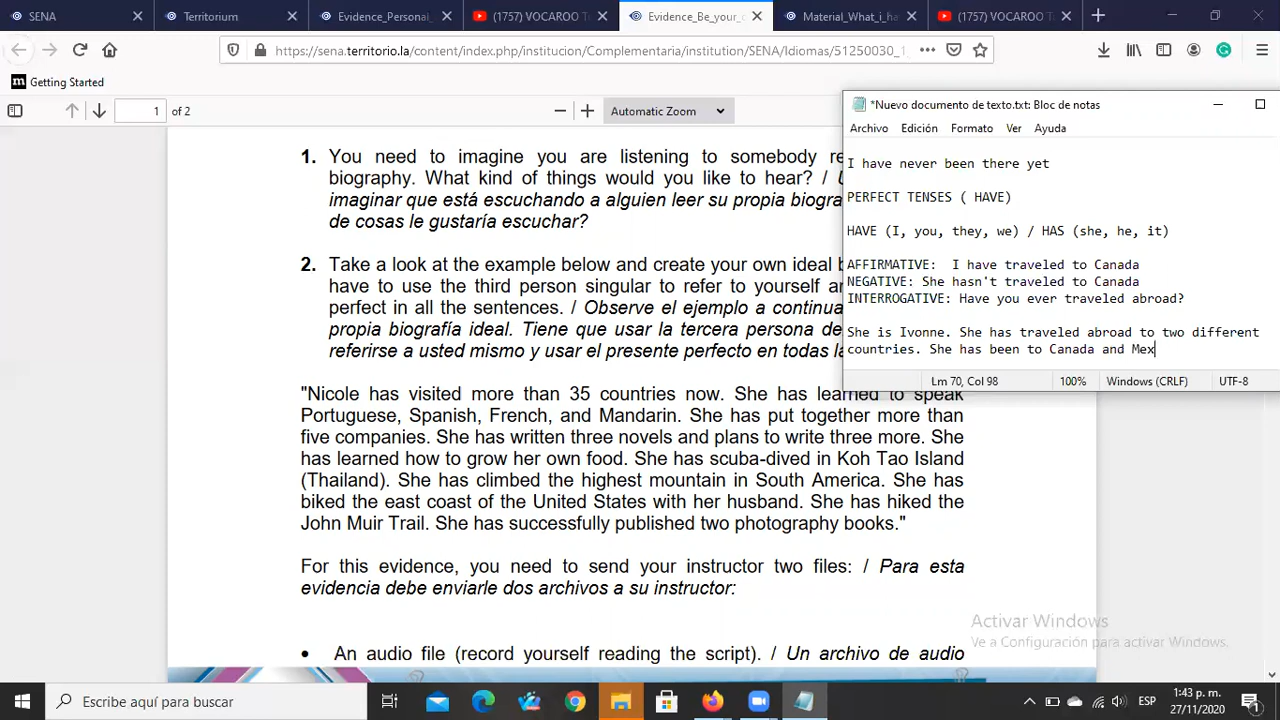 SENA
Territorium
Evidence_Personal_
(1757) VOCAROO T
Evidence_Be_your_c
Material_What_i_ha
(1757) VOCAROO T
https://sena.territorio.la/content/index.php/institucion/Complementaria/institution/SENA/Idiomas/51250030_1
Getting Started
1 of 2
Automatic Zoom
*Nuevo documento de texto.txt: Bloc de notas
Archivo Edición Formato Ver Ayuda
I have never been there yet
PERFECT TENSES ( HAVE)
HAVE (I, you, they, we) / HAS (she, he, it)
AFFIRMATIVE: I have traveled to Canada
NEGATIVE: She hasn't traveled to Canada
INTERROGATIVE: Have you ever traveled abroad?
She is Ivonne. She has traveled abroad to two different
countries. She has been to Canada and Mex
Lm 70, Col 98 100% Windows (CRLF) UTF-8
1. You need to imagine you are listening to somebody re
biography. What kind of things would you like to hear? /
imaginar que está escuchando a alguien leer su propia biogra
de cosas le gustaría escuchar?
2. Take a look at the example below and create your own ideal b
have to use the third person singular to refer to yourself an
perfect in all the sentences. / Observe el ejemplo a continua
propia biografía ideal. Tiene que usar la tercera persona de
referirse a usted mismo y usar el presente perfecto en todas la
"Nicole has visited more than 35 countries now. She has learned to speak
Portuguese, Spanish, French, and Mandarin. She has put together more than
five companies. She has written three novels and plans to write three more. She
has learned how to grow her own food. She has scuba-dived in Koh Tao Island
(Thailand). She has climbed the highest mountain in South America. She has
biked the east coast of the United States with her husband. She has hiked the
John Muir Trail. She has successfully published two photography books."
For this evidence, you need to send your instructor two files: / Para esta
evidencia debe enviarle dos archivos a su instructor:
• An audio file (record yourself reading the script). / Un archivo de audio
Activar Windows
Ve a Configuración para activar Windows.
Escribe aquí para buscar
ESP
1:43 p. m.
27/11/2020